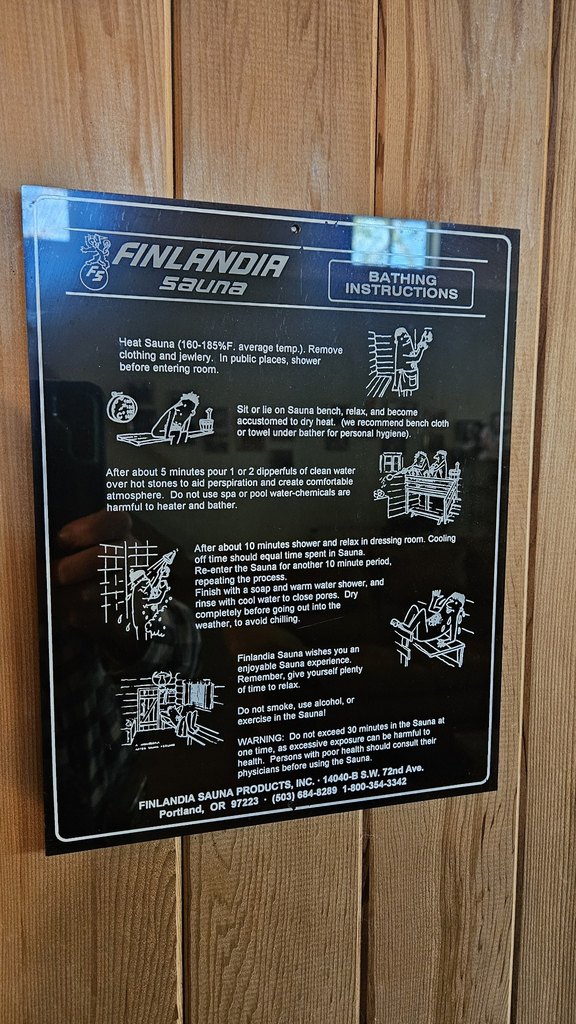 FS
FINLANDIA
sauna
BATHING
INSTRUCTIONS
Heat Sauna (160-185%F. average temp.). Remove
clothing and jewlery. In public places, shower
before entering room.
Sit or lie on Sauna bench, relax, and become
accustomed to dry heat. (we recommend bench cloth
or towel under bather for personal hygiene).
After about 5 minutes pour 1 or 2 dipperfuls of clean water
over hot stones to aid perspiration and create comfortable
atmosphere. Do not use spa or pool water-chemicals are
harmful to heater and bather.
After about 10 minutes shower and relax in dressing room. Cooling
off time should equal time spent in Sauna.
Re-enter the Sauna for another 10 minute period,
repeating the process.
Finish with a soap and warm water shower, and
rinse with cool water to close pores. Dry
completely before going out into the
weather, to avoid chilling.
Finlandia Sauna wishes you an
enjoyable Sauna experience.
Remember, give yourself plenty
of time to relax.
Do not smoke, use alcohol, or
exercise in the Sauna!
WARNING: Do not exceed 30 minutes in the Sauna at
one time, as excessive exposure can be harmful to
health. Persons with poor health should consult their
physicians before using the Sauna.
FINLANDIA SAUNA PRODUCTS, INC. · 14040-B S.W. 72nd Ave.
Portland, OR 97223 · (503) 684-8289 1-800-354-3342